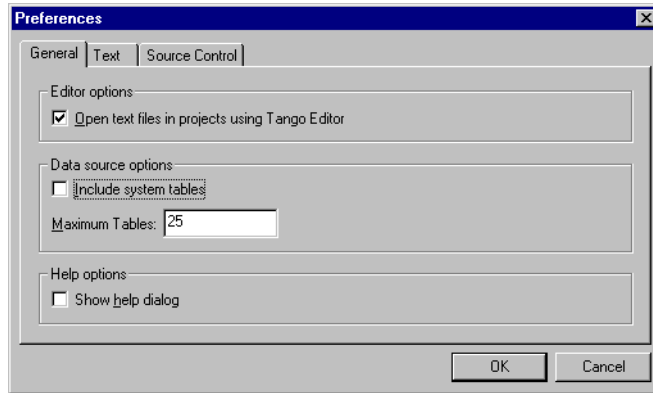 Preferences
General Text Source Control
Editor options
Open text files in projects using Tango Editor
Data source options
Include system tables
Maximum Tables: 25
Help options
Show help dialog
OK Cancel